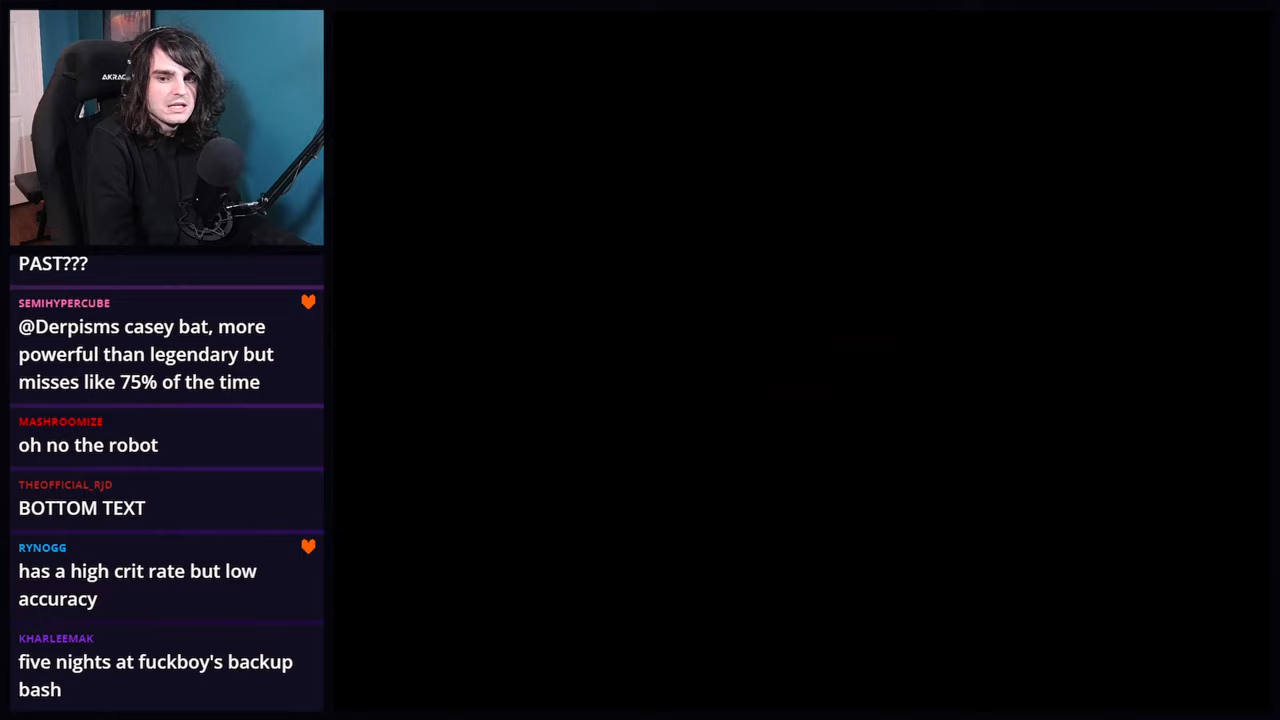 AKRAC
PAST???
SEMIHYPERCUBE
@Derpisms casey bat, more
powerful than legendary but
misses like 75% of the time
MASHROOMIZE
oh no the robot
THEOFFICIAL_RJD
BOTTOM TEXT
RYNOGG
has a high crit rate but low
accuracy
KHARLEEMAK
five nights at fuckboy's backup
bash